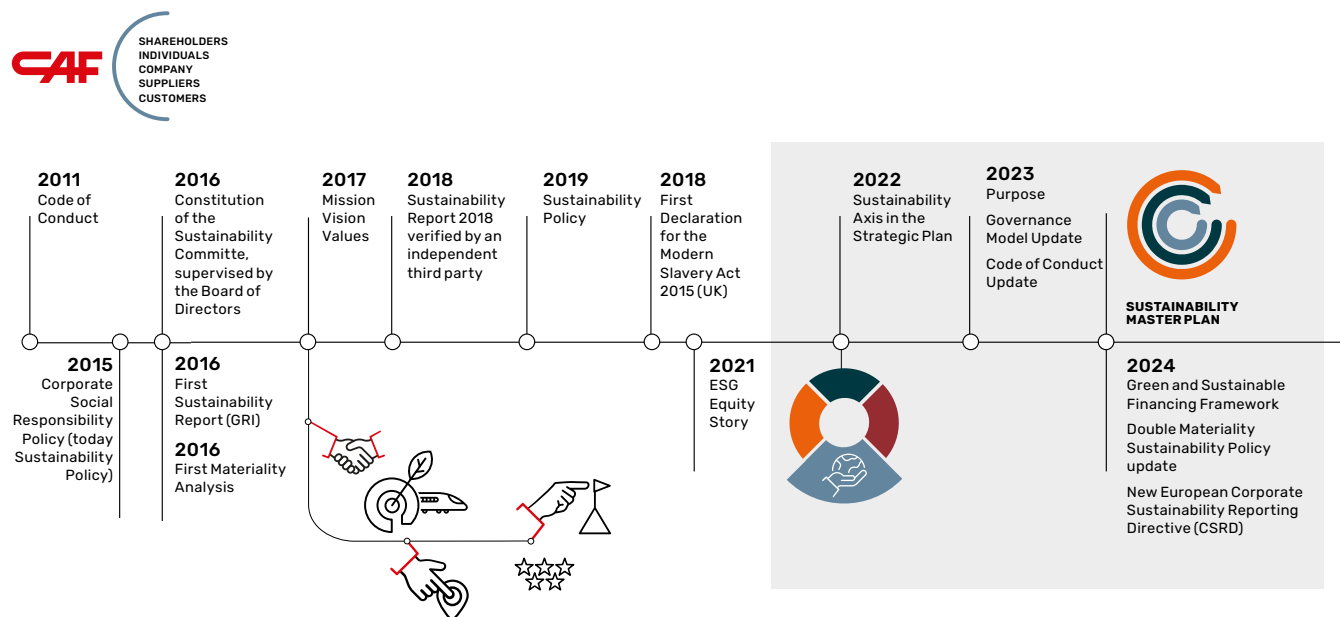 CAF
SHAREHOLDERS
INDIVIDUALS
COMPANY
SUPPLIERS
CUSTOMERS
2011
Code of
Conduct
2015
Corporate
Social
Responsibility
Policy (today
Sustainability
Policy)
2016
Constitution
of the
Sustainability
Committe,
supervised by
the Board of
Directors
2016
First
Sustainability
Report (GRI)
2016
First Materiality
Analysis
2017
Mission
Vision
Values
2018
Sustainability
Report 2018
verified by an
independent
third party
2019
Sustainability
Policy
2018
First
Declaration
for the
Modern
Slavery Act
2015 (UK)
2021
ESG
Equity
Story
2022
Sustainability
Axis in the
Strategic Plan
2023
Purpose
Governance
Model Update
Code of Conduct
Update
SUSTAINABILITY
MASTER PLAN
2024
Green and Sustainable
Financing Framework
Double Materiality
Sustainability Policy
update
New European Corporate
Sustainability Reporting
Directive (CSRD)